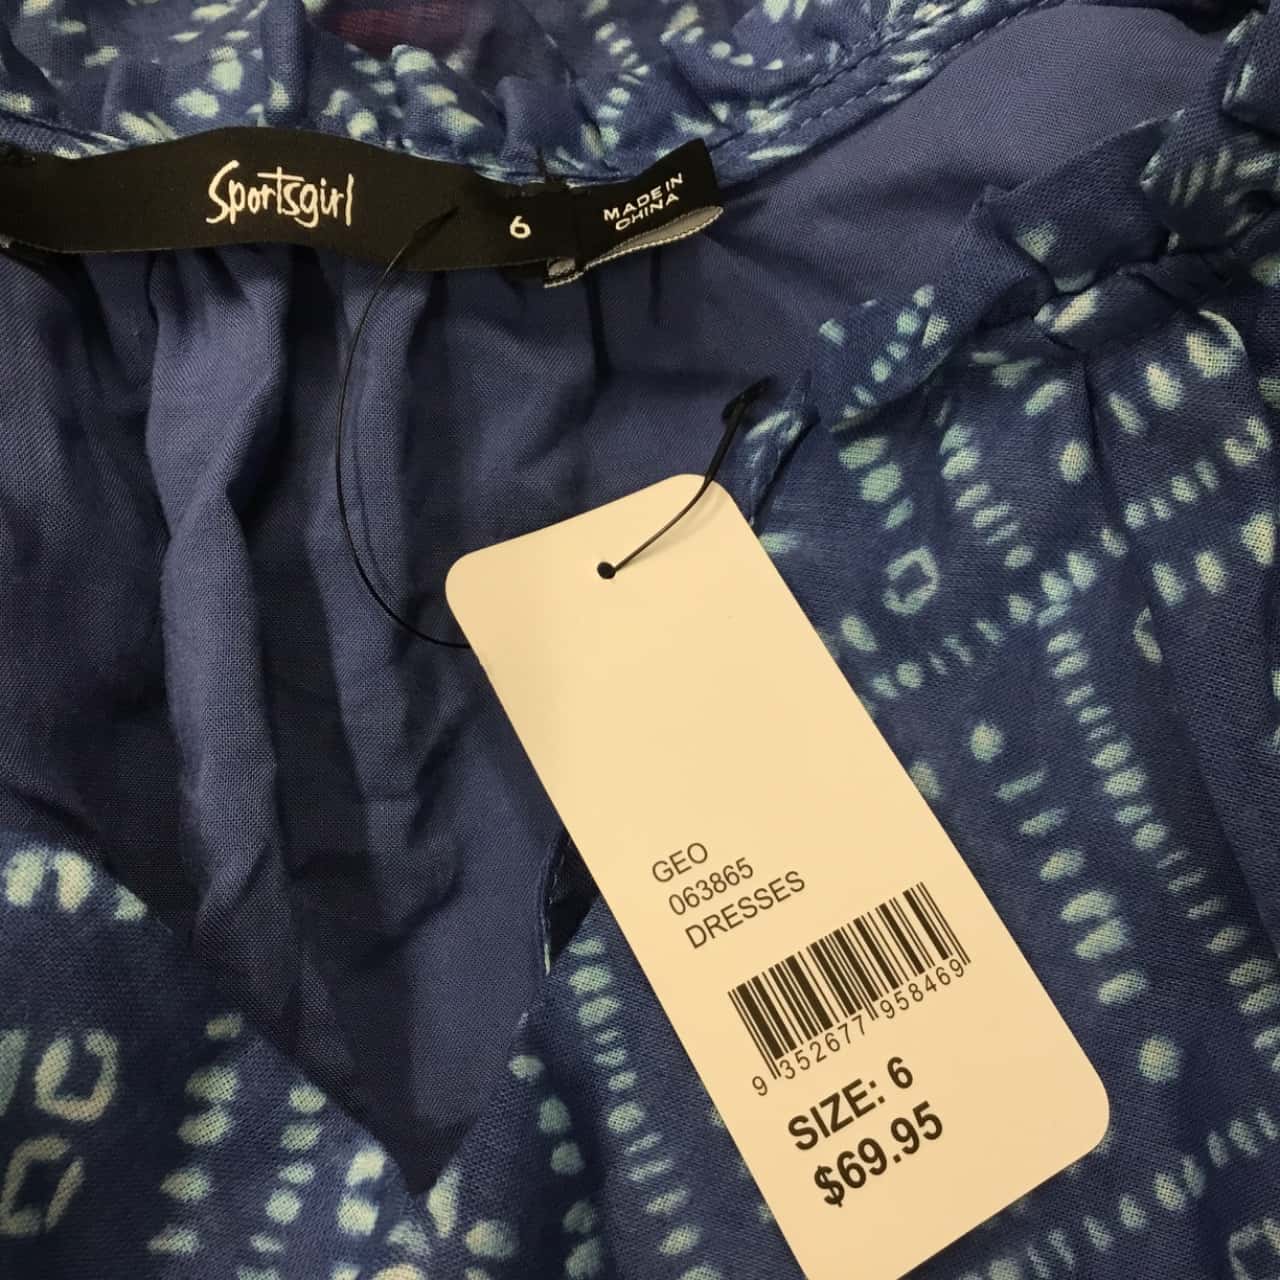 Sportsgirl
6
MADE IN
CHINA
GEO
063865
DRESSES
9 352677 958469
SIZE: 6
$69.95